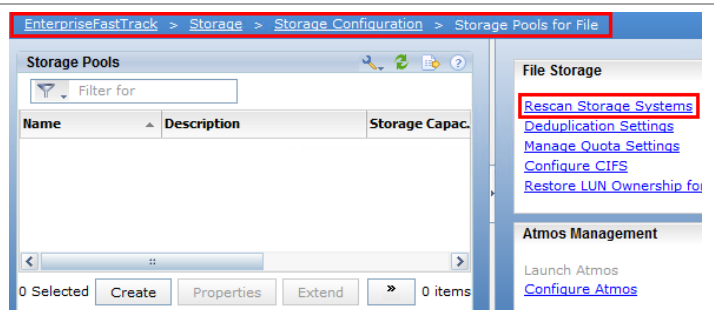 EnterpriseFastTrack > Storage > Storage Configuration > Storage Pools for File
Storage Pools
Filter for
Name Description Storage Capac.
0 Selected Create Properties Extend » 0 items
File Storage
Rescan Storage Systems
Deduplication Settings
Manage Quota Settings
Configure CIFS
Restore LUN Ownership for
Atmos Management
Launch Atmos
Configure Atmos